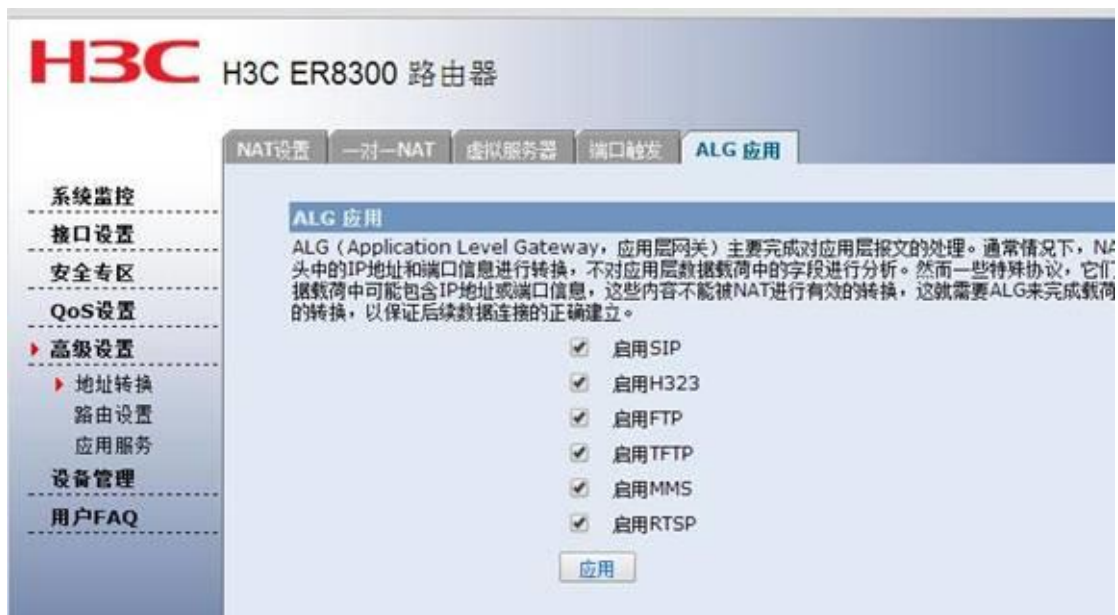 H3C H3C ER8300 路由器
NAT设置 一对一NAT 虚拟服务器 端口触发 ALG 应用
系统监控
接口设置
安全专区
QoS设置
高级设置
地址转换
路由设置
应用服务
设备管理
用户FAQ
ALG 应用
ALG（Application Level Gateway，应用层网关）主要完成对应用层报文的处理。通常情况下，NA
头中的IP地址和端口信息进行转换，不对应用层数据载荷中的字段进行分析。然而一些特殊协议，它们
据载荷中可能包含IP地址或端口信息，这些内容不能被NAT进行有效的转换，这就需要ALG来完成载荷
的转换，以保证后续数据连接的正确建立。
启用SIP
启用H323
启用FTP
启用TFTP
启用MMS
启用RTSP
应用